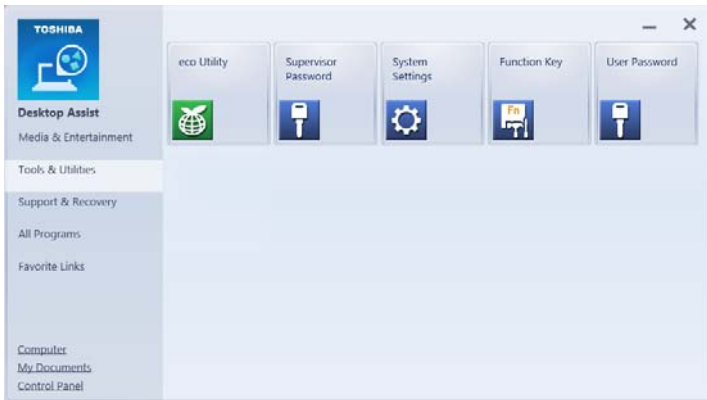 TOSHIBA
Desktop Assist
Media & Entertainment
Tools & Utilities
Support & Recovery
All Programs
Favorite Links
Computer
My Documents
Control Panel
eco Utility
Supervisor
Password
System
Settings
Function Key
Fn
User Password